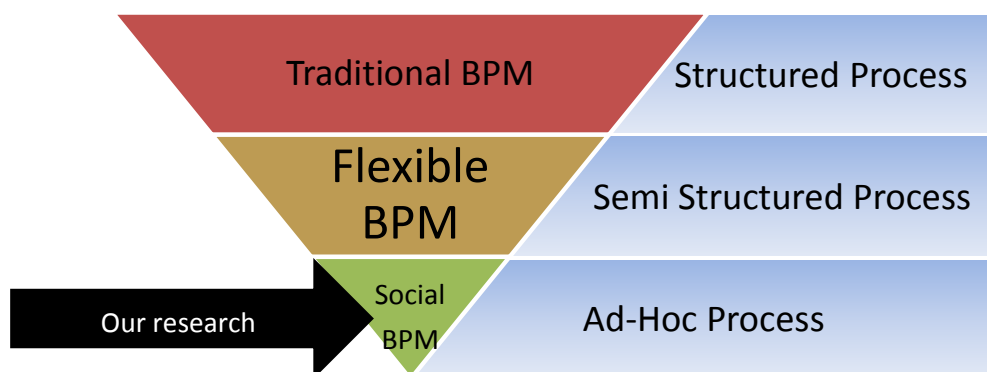 Traditional BPM
Structured Process
Flexible
BPM
Semi Structured Process
Our research
Social
BPM
Ad-Hoc Process